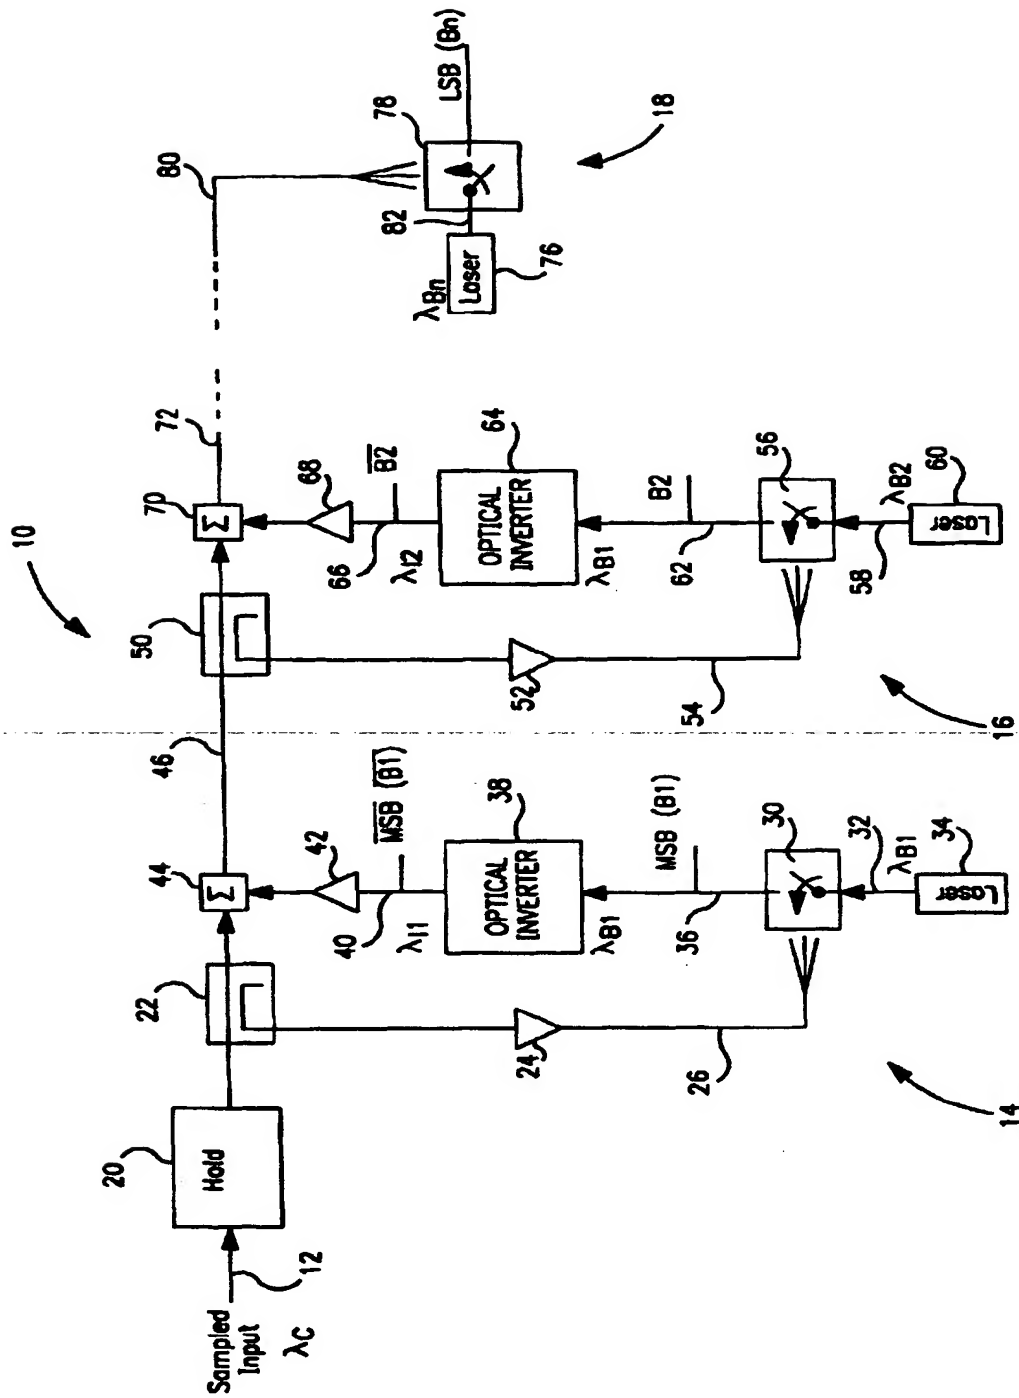 10
80
LSB (Bn)
78
82
λBn
Laser
76
18
72
70
Σ
68
B2
66
λI2
64
OPTICAL
INVERTER
λB1
B2
62
56
λB2
58
60
Laser
50
52
54
16
46
44
Σ
42
MSB (B1)
40
λI1
38
OPTICAL
INVERTER
λB1
MSB (B1)
36
30
λB1
32
34
Laser
22
24
26
14
20
Hold
12
Sampled
Input
λC